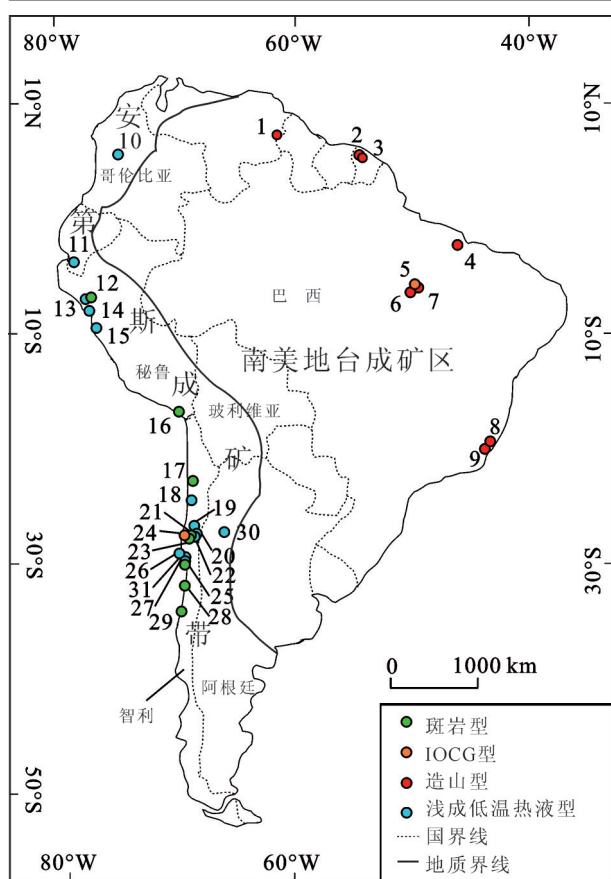 80°W 60°W 40°W
10°N 10°N
安
10
哥伦比亚
1 2 3
第
11
4
12
13 14
15
5
6 7
巴 西
10°S 10°S
斯
南美地台成矿区
秘鲁
成
玻利维亚
16
8
9
矿
17
18
19
21
24 30
23 20
26 22
31 25
27
29 28
30°S 30°S
带
0 1000 km
阿根廷
智利
斑岩型
IOCG型
造山型
浅成低温热液型
国界线
地质界线
50°S 50°S
80°W 60°W 40°W